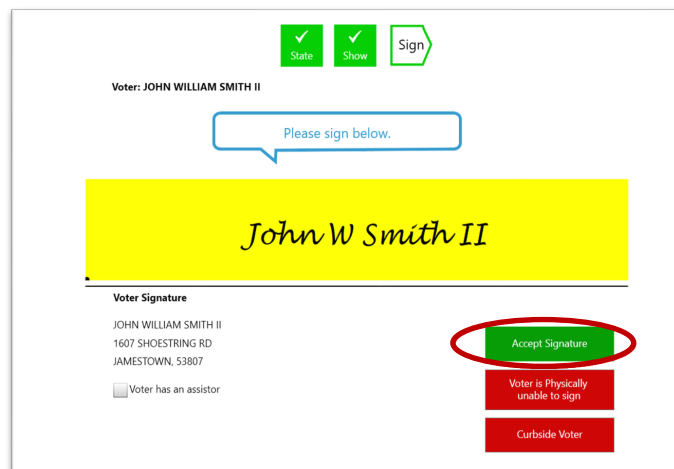 State
Show
Sign
Voter: JOHN WILLIAM SMITH II
Please sign below.
John W Smith II
Voter Signature
JOHN WILLIAM SMITH II
1607 SHOESTRING RD
JAMESTOWN, 53807
Voter has an assistor
Accept Signature
Voter is Physically
unable to sign
Curbside Voter